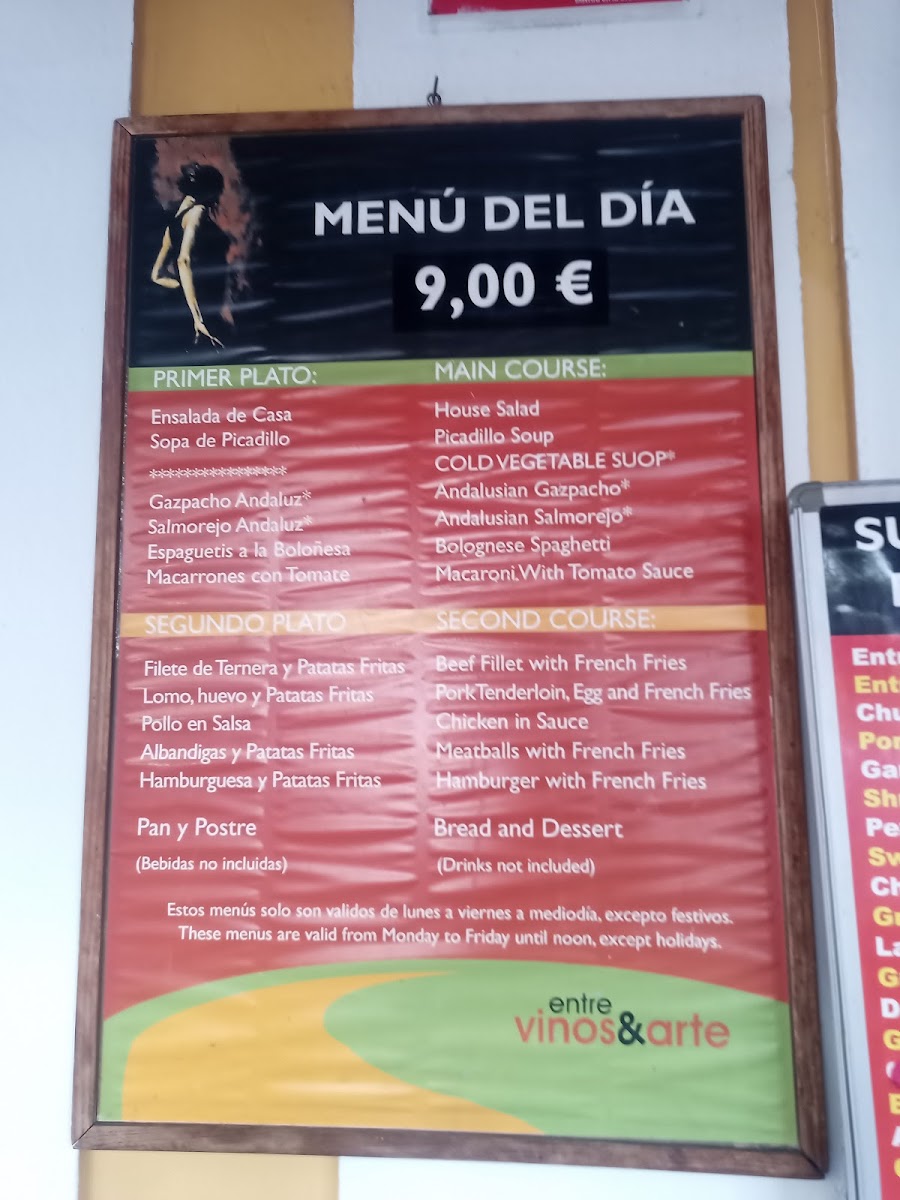 MENÚ DEL DÍA
9,00 €
PRIMER PLATO:
Ensalada de Casa
Sopa de Picadillo
****************
Gazpacho Andaluz*
Salmorejo Andaluz*
Espaguetis a la Boloñesa
Macarrones con Tomate
MAIN COURSE:
House Salad
Picadillo Soup
COLD VEGETABLE SUOP*
Andalusian Gazpacho*
Andalusian Salmorejo*
Bolognese Spaghetti
Macaroni.With Tomato Sauce
SEGUNDO PLATO
Filete de Ternera y Patatas Fritas
Lomo, huevo y Patatas Fritas
Pollo en Salsa
Albandigas y Patatas Fritas
Hamburguesa y Patatas Fritas
Pan y Postre
(Bebidas no incluidas)
SECOND COURSE:
Beef Fillet with French Fries
Pork Tenderloin, Egg and French Fries
Chicken in Sauce
Meatballs with French Fries
Hamburger with French Fries
Bread and Dessert
(Drinks not included)
Estos menús solo son validos de lunes a viernes a mediodía, excepto festivos.
These menus are valid from Monday to Friday until noon, except holidays.
entre
vinos&arte